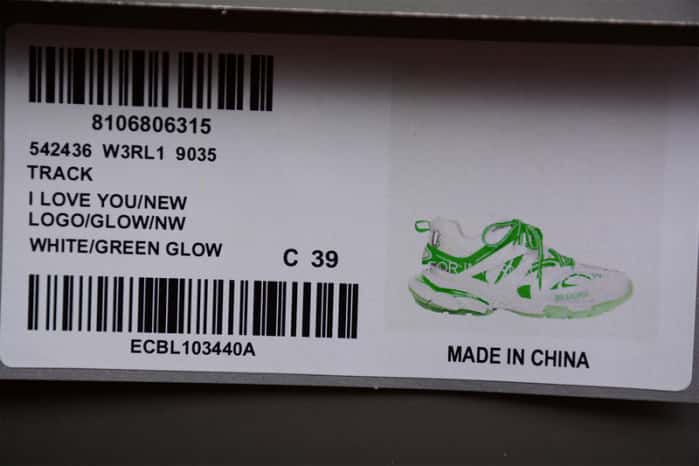 8106806315
542436 W3RL1 9035
TRACK
I LOVE YOU/NEW
LOGO/GLOW/NW
WHITE/GREEN GLOW
C 39
ECBL103440A
MADE IN CHINA